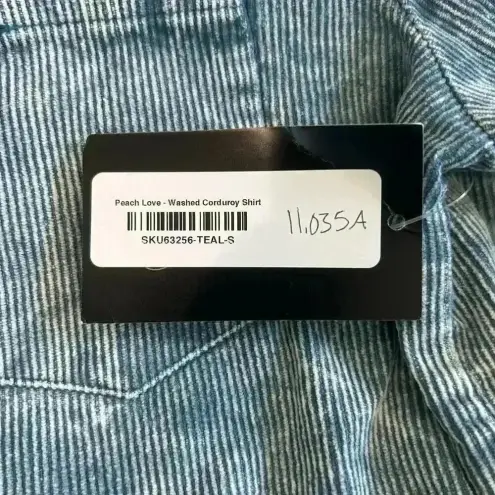 Peach Love - Washed Corduroy Shirt
SKU63256-TEAL-S
11.035A